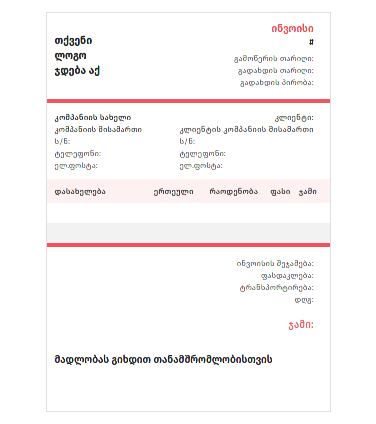 ინვოისი
#
თქვენი
ლოგო
ჯდება აქ
გამოწერის თარიღი:
გადახდის თარიღი:
გადახდის პირობა:
კომპანიის სახელი
კომპანიის მისამართი
ს/ნ:
ტელეფონი:
ელ.ფოსტა:
კლიენტი:
კლიენტის კომპანიის მისამართი
ს/ნ:
ტელეფონი:
ელ.ფოსტა:
დასახელება ერთეული რაოდენობა ფასი ჯამი
ინვოისის შეჯამება:
ფასდაკლება:
ტრანსპორტირება:
დღგ:
ჯამი:
მადლობას გიხდით თანამშრომლობისთვის